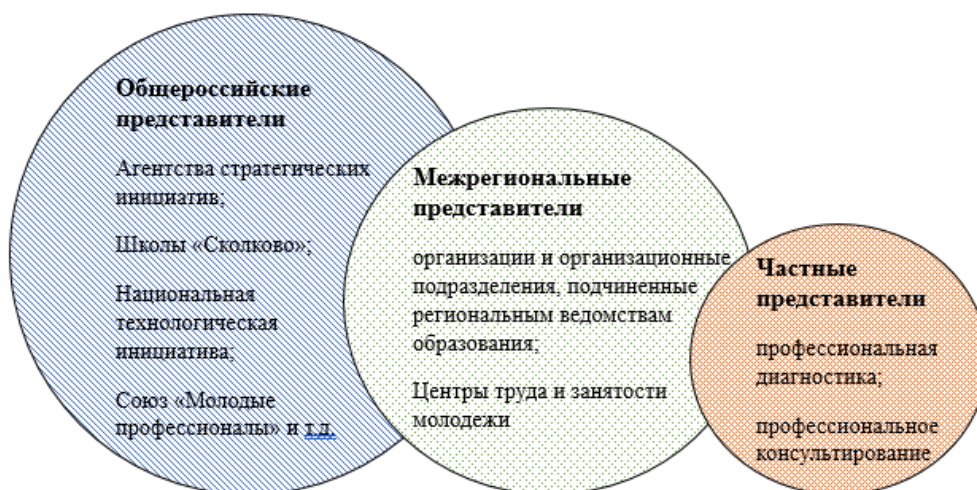 Общероссийские
представители
Агентства стратегических
инициатив;
Школы «Сколково»;
Национальная
технологическая
инициатива;
Союз «Молодые
профессионалы» и т.д.
Межрегиональные
представители
организации и организационные
подразделения, подчиненные
региональным ведомствам
образования;
Центры труда и занятости
молодежи
Частные
представители
профессиональная
диагностика;
профессиональное
консультирование